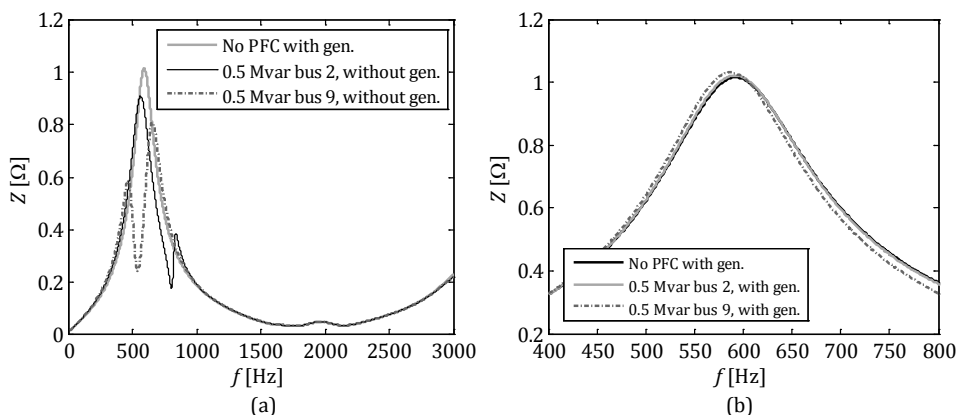 1.2
1
0.8
0.6
0.4
0.2
0
Z [Ω]
0 500 1000 1500 2000 2500 3000
f [Hz]
(a)
No PFC with gen.
0.5 Mvar bus 2, without gen.
0.5 Mvar bus 9, without gen.
1.2
1.0
0.8
0.6
0.4
0.2
Z [Ω]
400 450 500 550 600 650 700 750 800
f [Hz]
(b)
No PFC with gen.
0.5 Mvar bus 2, with gen.
0.5 Mvar bus 9, with gen.